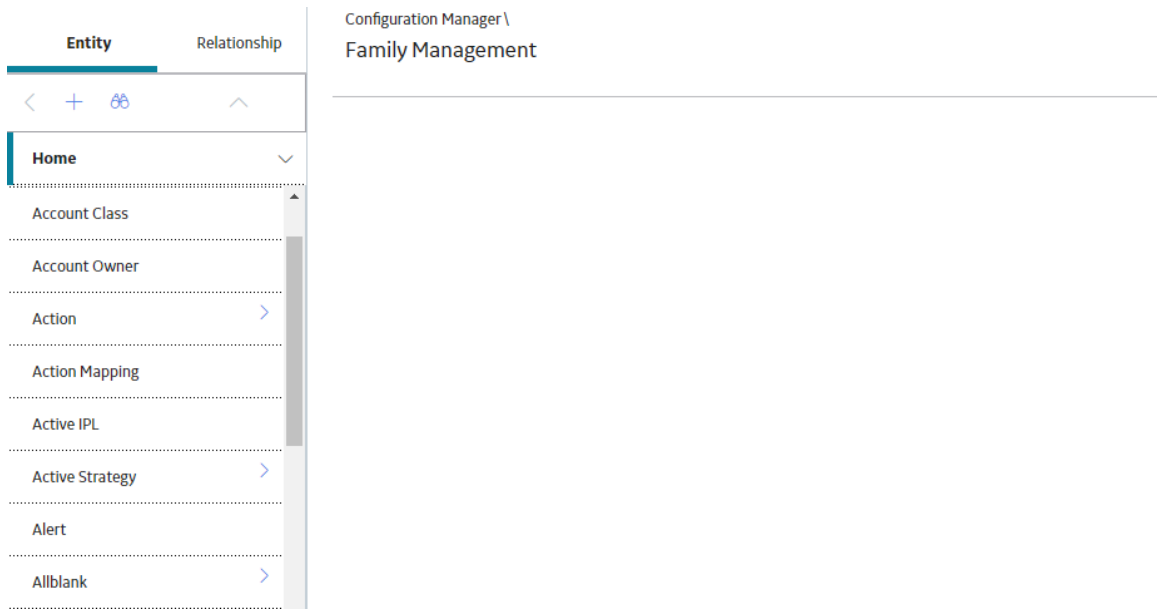 Configuration Manager\
Family Management
Entity
Relationship
Home
Account Class
Account Owner
Action
Action Mapping
Active IPL
Active Strategy
Alert
Allblank